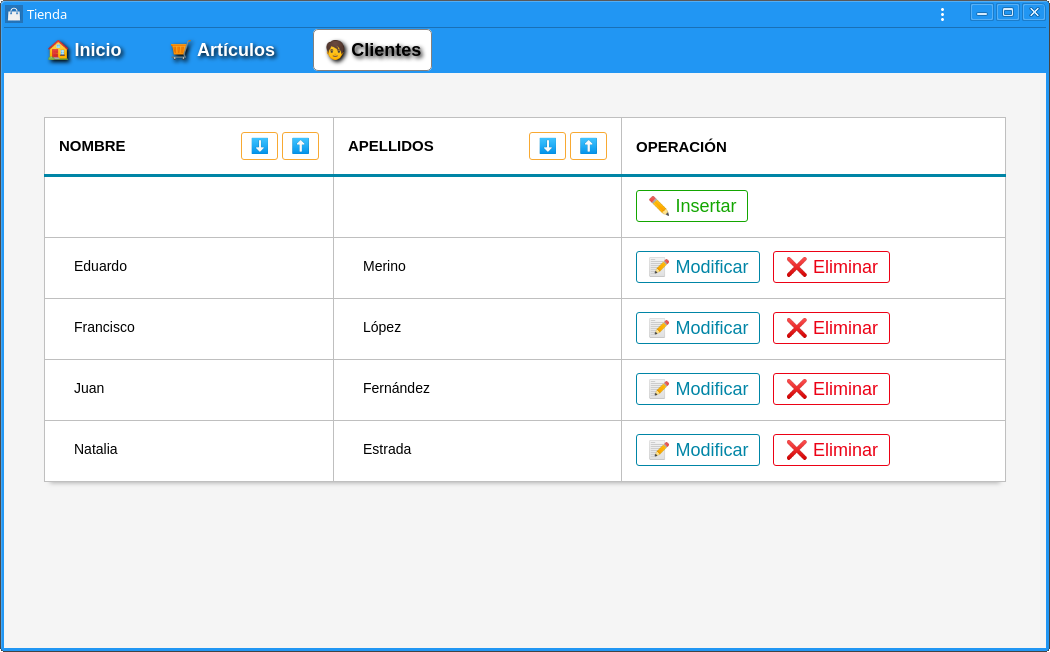 Tienda
Inicio Artículos Clientes
NOMBRE APELLIDOS OPERACIÓN
Insertar
Eduardo Merino Modificar Eliminar
Francisco López Modificar Eliminar
Juan Fernández Modificar Eliminar
Natalia Estrada Modificar Eliminar